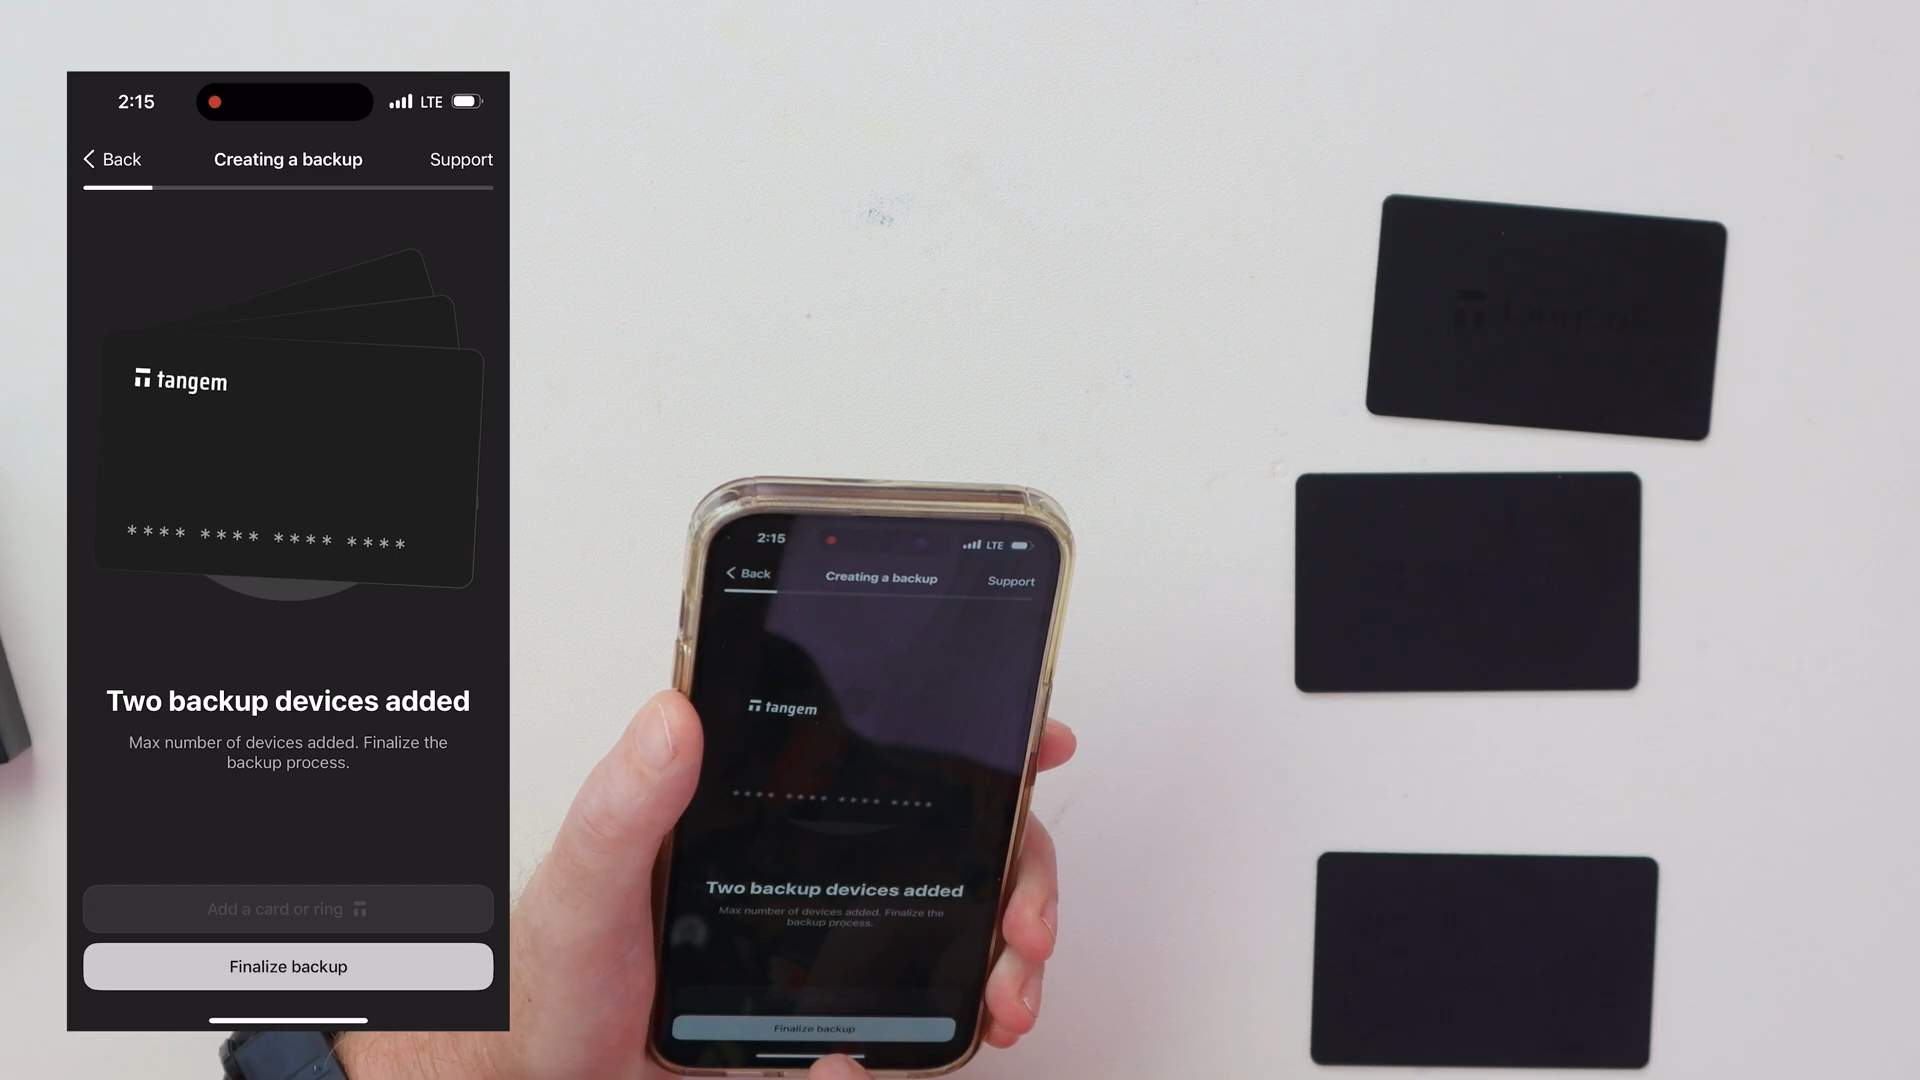 2:15
LTE
Back
Creating a backup
Support
tangem
**** **** **** ****
Two backup devices added
Max number of devices added. Finalize the
backup process.
Add a card or ring
Finalize backup
2:15
LTE
Back
Creating a backup
Support
tangem
**** **** **** ****
Two backup devices added
Max number of devices added. Finalize the
backup process.
Finalize backup
tangem